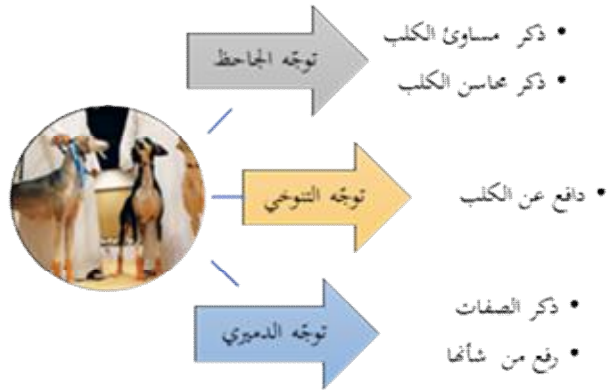 توجّه الجاحظ
• ذكر مساوئ الكلب
• ذكر محاسن الكلب
توجّه التنوخي
• دافع عن الكلب
توجّه الدميري
• ذكر الصفات
• رفع من شأنها